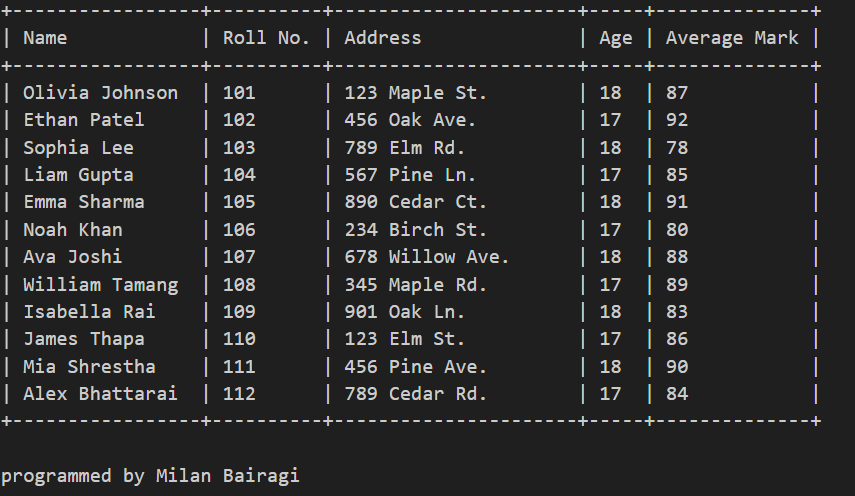 +-----------------+----------+----------------------+-----+--------------+
| Name            | Roll No. | Address              | Age | Average Mark |
+-----------------+----------+----------------------+-----+--------------+
| Olivia Johnson  | 101      | 123 Maple St.        | 18  | 87           |
| Ethan Patel     | 102      | 456 Oak Ave.         | 17  | 92           |
| Sophia Lee      | 103      | 789 Elm Rd.          | 18  | 78           |
| Liam Gupta      | 104      | 567 Pine Ln.         | 17  | 85           |
| Emma Sharma     | 105      | 890 Cedar Ct.        | 18  | 91           |
| Noah Khan       | 106      | 234 Birch St.        | 17  | 80           |
| Ava Joshi       | 107      | 678 Willow Ave.      | 18  | 88           |
| William Tamang  | 108      | 345 Maple Rd.        | 17  | 89           |
| Isabella Rai    | 109      | 901 Oak Ln.          | 18  | 83           |
| James Thapa     | 110      | 123 Elm St.          | 17  | 86           |
| Mia Shrestha    | 111      | 456 Pine Ave.        | 18  | 90           |
| Alex Bhattarai  | 112      | 789 Cedar Rd.        | 17  | 84           |
+-----------------+----------+----------------------+-----+--------------+

programmed by Milan Bairagi